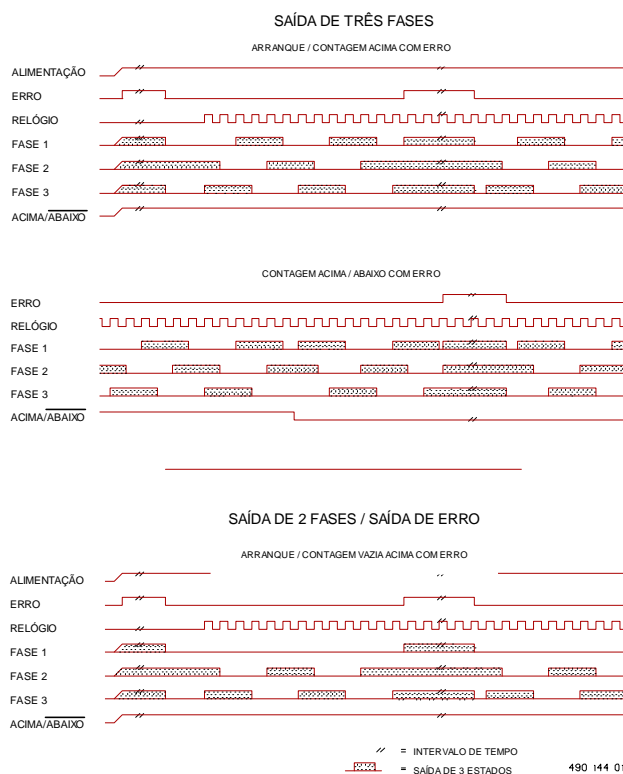 SAÍDA DE TRÊS FASES
ARRANQUE / CONTAGEM ACIMA COM ERRO
ALIMENTAÇÃO
ERRO
RELÓGIO
FASE 1
FASE 2
FASE 3
ACIMA/ABAIXO
CONTAGEM ACIMA / ABAIXO COM ERRO
ERRO
RELÓGIO
FASE 1
FASE 2
FASE 3
ACIMA/ABAIXO
SAÍDA DE 2 FASES / SAÍDA DE ERRO
ARRANQUE / CONTAGEM VAZIA ACIMA COM ERRO
ALIMENTAÇÃO
ERRO
RELÓGIO
FASE 1
FASE 2
FASE 3
ACIMA/ABAIXO
= INTERVALO DE TEMPO
= SAÍDA DE 3 ESTADOS
490 144 01